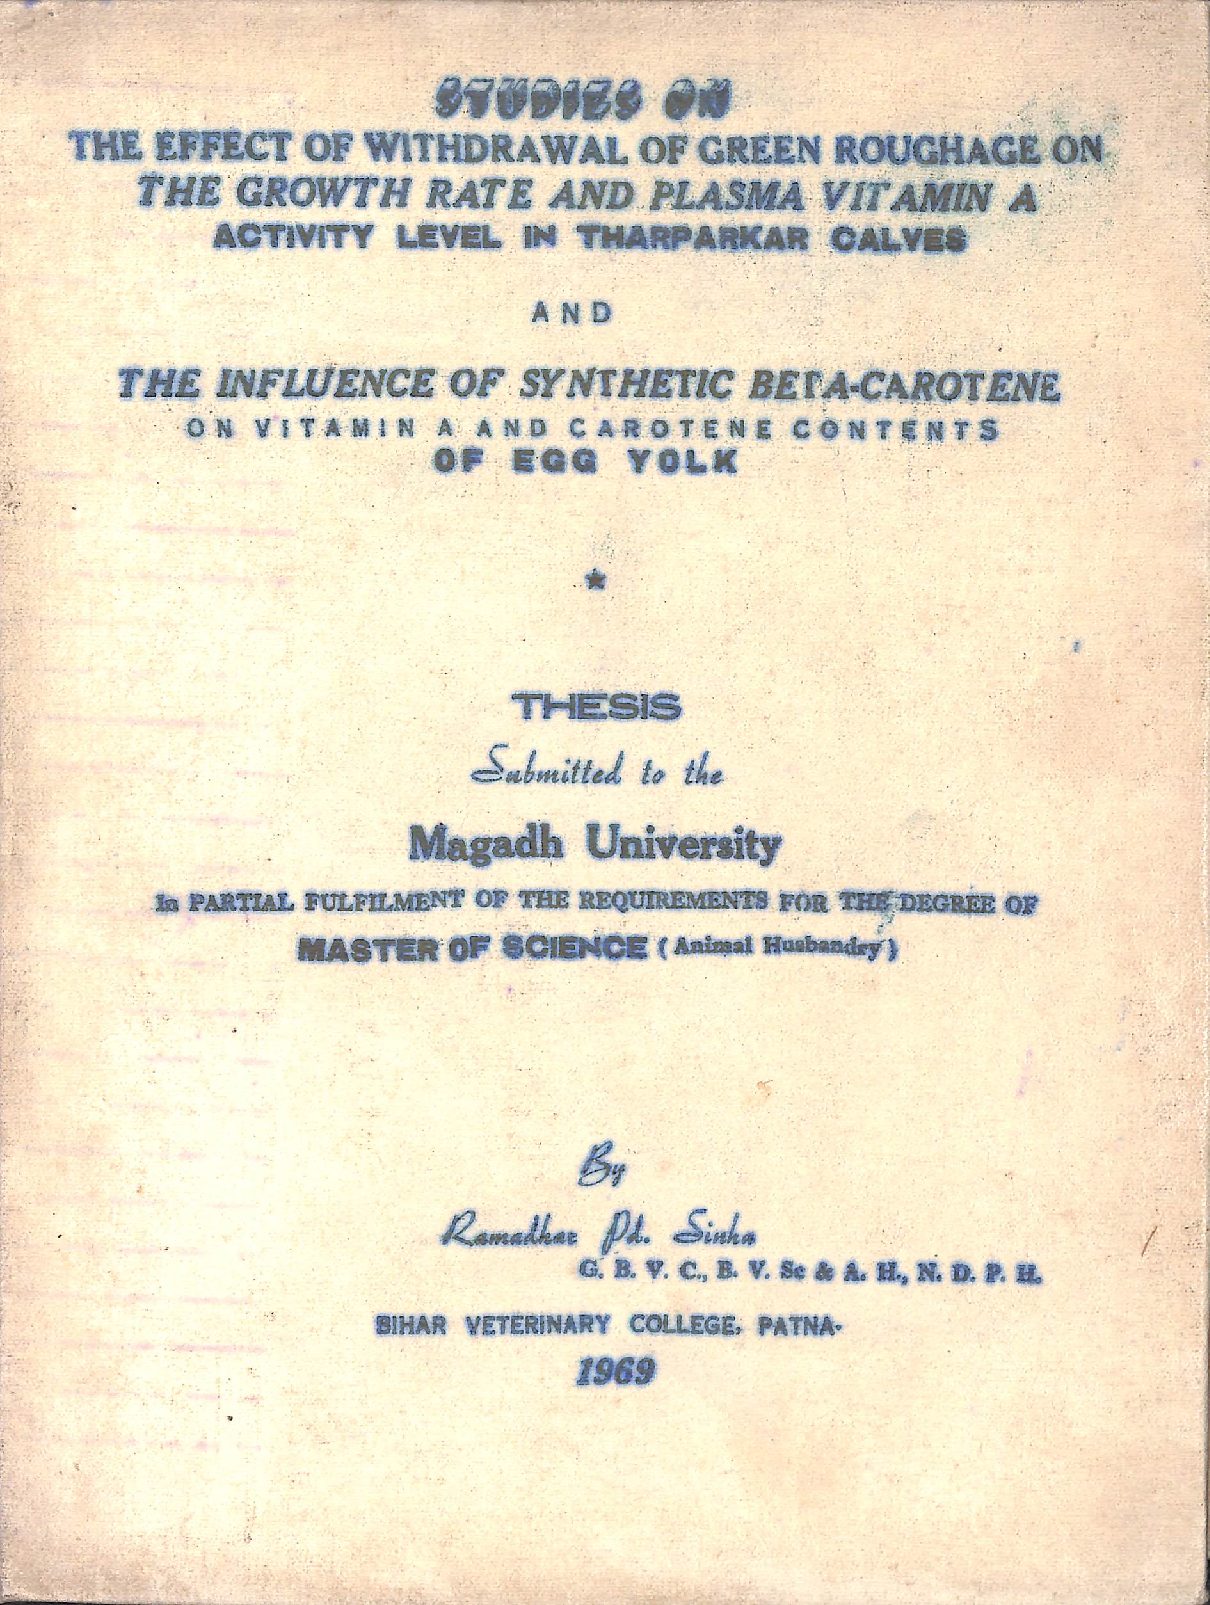 STUDIES ON
THE EFFECT OF WITHDRAWAL OF GREEN ROUGHAGE ON
THE GROWTH RATE AND PLASMA VITAMIN A
ACTIVITY LEVEL IN THARPARKAR CALVES
AND
THE INFLUENCE OF SYNTHETIC BETA-CAROTENE
ON VITAMIN A AND CAROTENE CONTENTS
OF EGG YOLK
★
THESIS
Submitted to the
Magadh University
In PARTIAL FULFILMENT OF THE REQUIREMENTS FOR THE DEGREE OF
MASTER OF SCIENCE ( Animal Husbandry )
By
Ramadhar Pd. Sinha
G. B. V. C., B. V. Sc & A. H., N. D. P. H.
BIHAR VETERINARY COLLEGE, PATNA.
1969